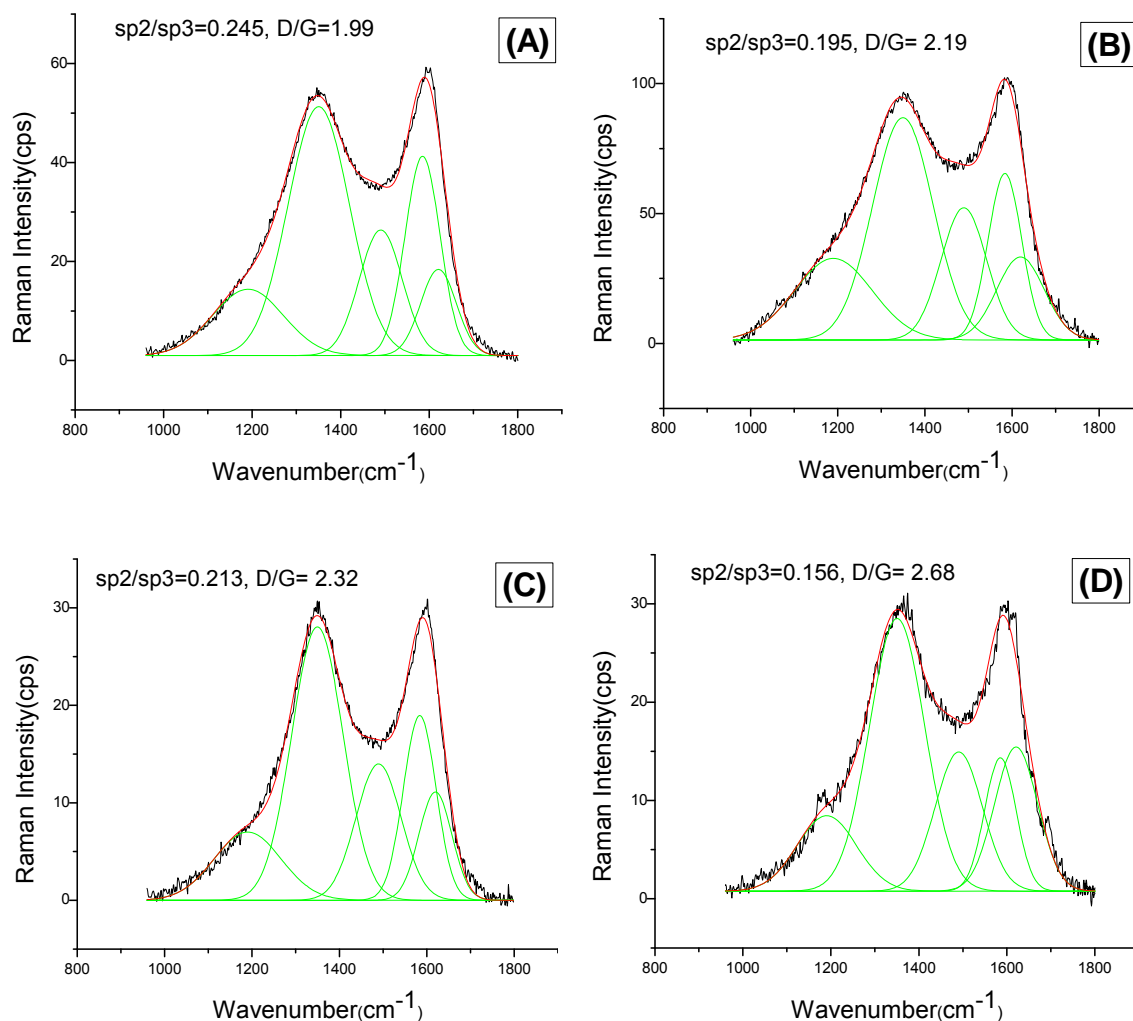 sp2/sp3=0.245, D/G=1.99
(A)
60
40
20
0
Raman Intensity(cps)
800
1000
1200
1400
1600
1800
Wavenumber(cm-1)
sp2/sp3=0.195, D/G= 2.19
(B)
100
50
0
Raman Intensity(cps)
800
1000
1200
1400
1600
1800
Wavenumber(cm-1)
sp2/sp3=0.213, D/G= 2.32
(C)
30
20
10
0
Raman Intensity(cps)
800
1000
1200
1400
1600
1800
Wavenumber(cm-1)
sp2/sp3=0.156, D/G= 2.68
(D)
30
20
10
0
Raman Intensity(cps)
800
1000
1200
1400
1600
1800
Wavenumber(cm-1)